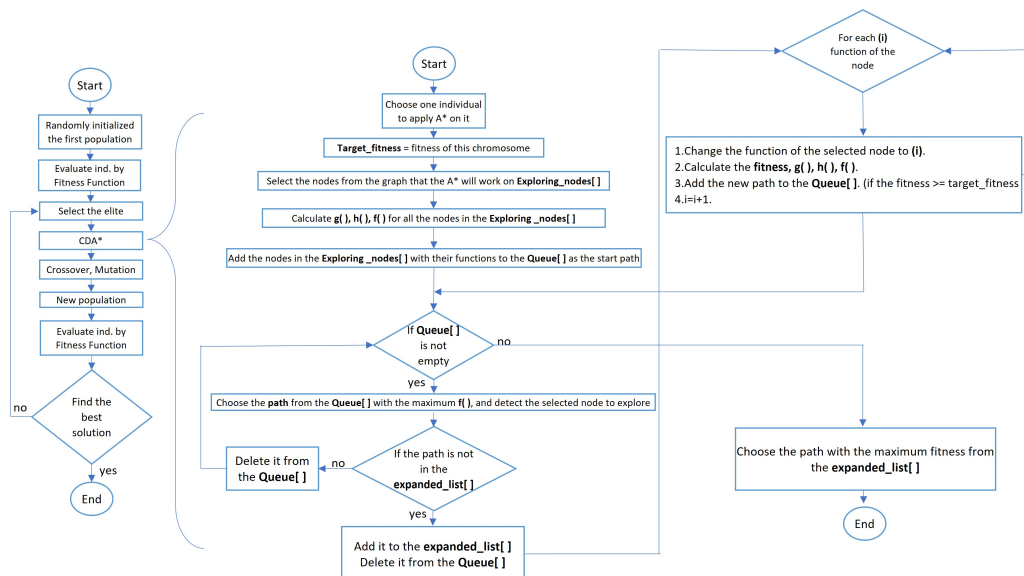 Start
Randomly initialized
the first population
Evaluate ind. by
Fitness Function
Select the elite
CDA*
Crossover, Mutation
New population
Evaluate ind. by
Fitness Function
Find the
best
solution
no
yes
End
Start
Choose one individual
to apply A* on it
Target_fitness = fitness of this chromosome
Select the nodes from the graph that the A* will work on Exploring_nodes[ ]
Calculate g( ), h( ), f( ) for all the nodes in the Exploring _nodes[ ]
Add the nodes in the Exploring _nodes[ ] with their functions to the Queue[ ] as the start path
If Queue[ ]
is not
empty
no
yes
Choose the path from the Queue[ ] with the maximum f( ), and detect the selected node to explore
If the path is not
in the
expanded_list[ ]
no
Delete it from
the Queue[ ]
yes
Add it to the expanded_list[ ]
Delete it from the Queue[ ]
For each (i)
function of the
node
1.Change the function of the selected node to (i).
2.Calculate the fitness, g( ), h( ), f( ).
3.Add the new path to the Queue[ ]. (if the fitness >= target_fitness
4.i=i+1.
Choose the path with the maximum fitness from
the expanded_list[ ]
End